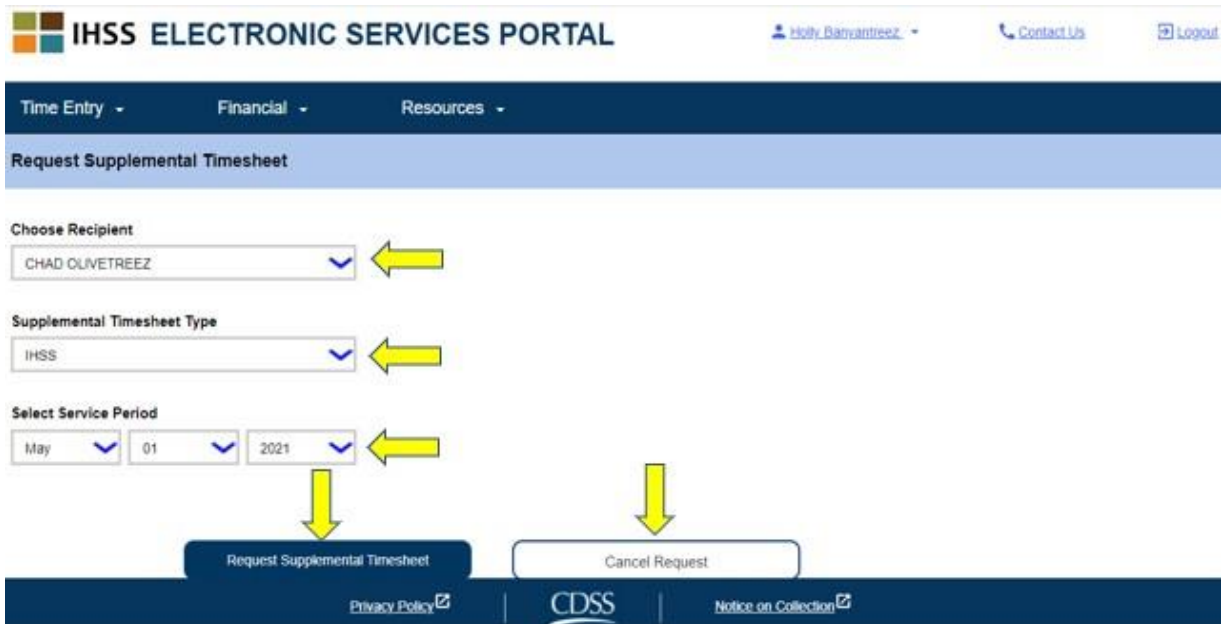 IHSS ELECTRONIC SERVICES PORTAL
Holly Banyantreez
Contact Us
Logout
Time Entry
Financial
Resources
Request Supplemental Timesheet
Choose Recipient
CHAD OLIVETREEZ
Supplemental Timesheet Type
IHSS
Select Service Period
May 01 2021
Request Supplemental Timesheet
Cancel Request
Privacy Policy
CDSS
Notice on Collection